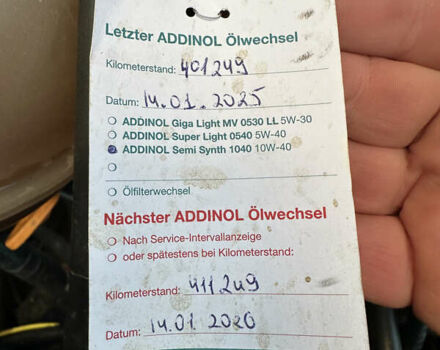 Letzter ADDINOL Ölwechsel
Kilometerstand: 401249
Datum: 14.01.2025
ADDINOL Giga Light MV 0530 LL 5W-30
ADDINOL Super Light 0540 5W-40
ADDINOL Semi Synth 1040 10W-40
Ölfilterwechsel
Nächster ADDINOL Ölwechsel
Nach Service-Intervallanzeige
oder spätestens bei Kilometerstand:
Kilometerstand: 411249
Datum: 14.01 2026